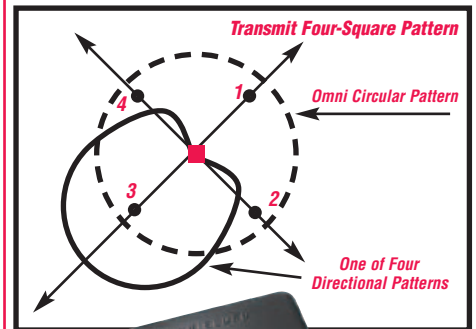 Transmit Four-Square Pattern
1
4
Omni Circular Pattern
3
2
One of Four
Directional Patterns